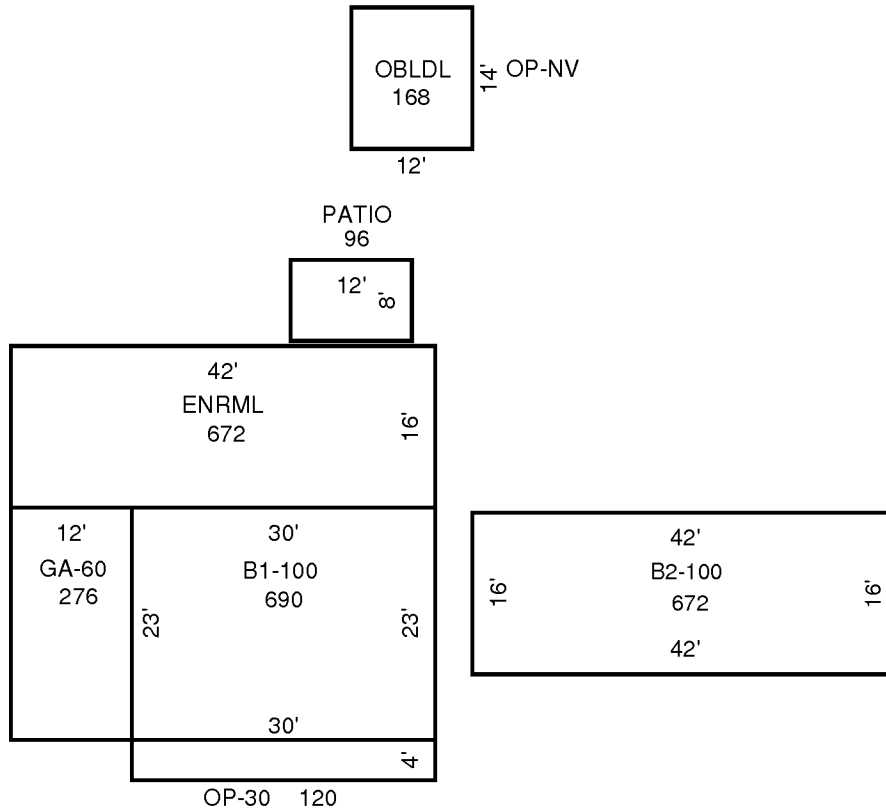 OBLDL
168
14'
OP-NV
12'
PATIO
96
12'
8'
42'
ENRML
672
16'
12'
GA-60
276
23'
30'
B1-100
690
23'
30'
4'
OP-30 120
42'
B2-100
672
16'
16'
42'